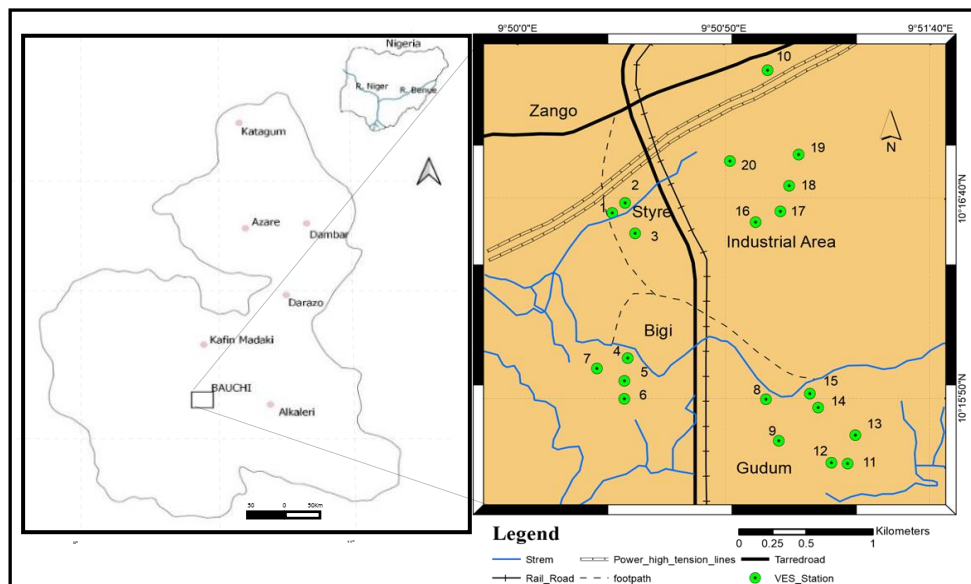 Nigeria
R. Niger
R. Benue
Katagum
Azare
Dambar
Darazo
Kafin Madaki
BAUCHI
Alkaleri
50 0 50Km
9°50'0"E 9°50'50"E 9°51'40"E
10
Zango
N
19
20
18
10°16'40"N
2
1
Styre
17
16
3
Industrial Area
Bigi
4
7
5
6
15
8
14
10°15'50"N
13
9
12
11
Gudum
Legend
Kilometers
0 0.25 0.5 1
Strem
Power_high_tension_lines
Tarredroad
Rail_Road
footpath
VES_Station